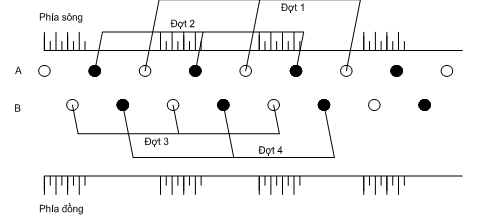 Phía sông
Đợt 1
Đợt 2
A
B
Đợt 3
Đợt 4
Phía đồng